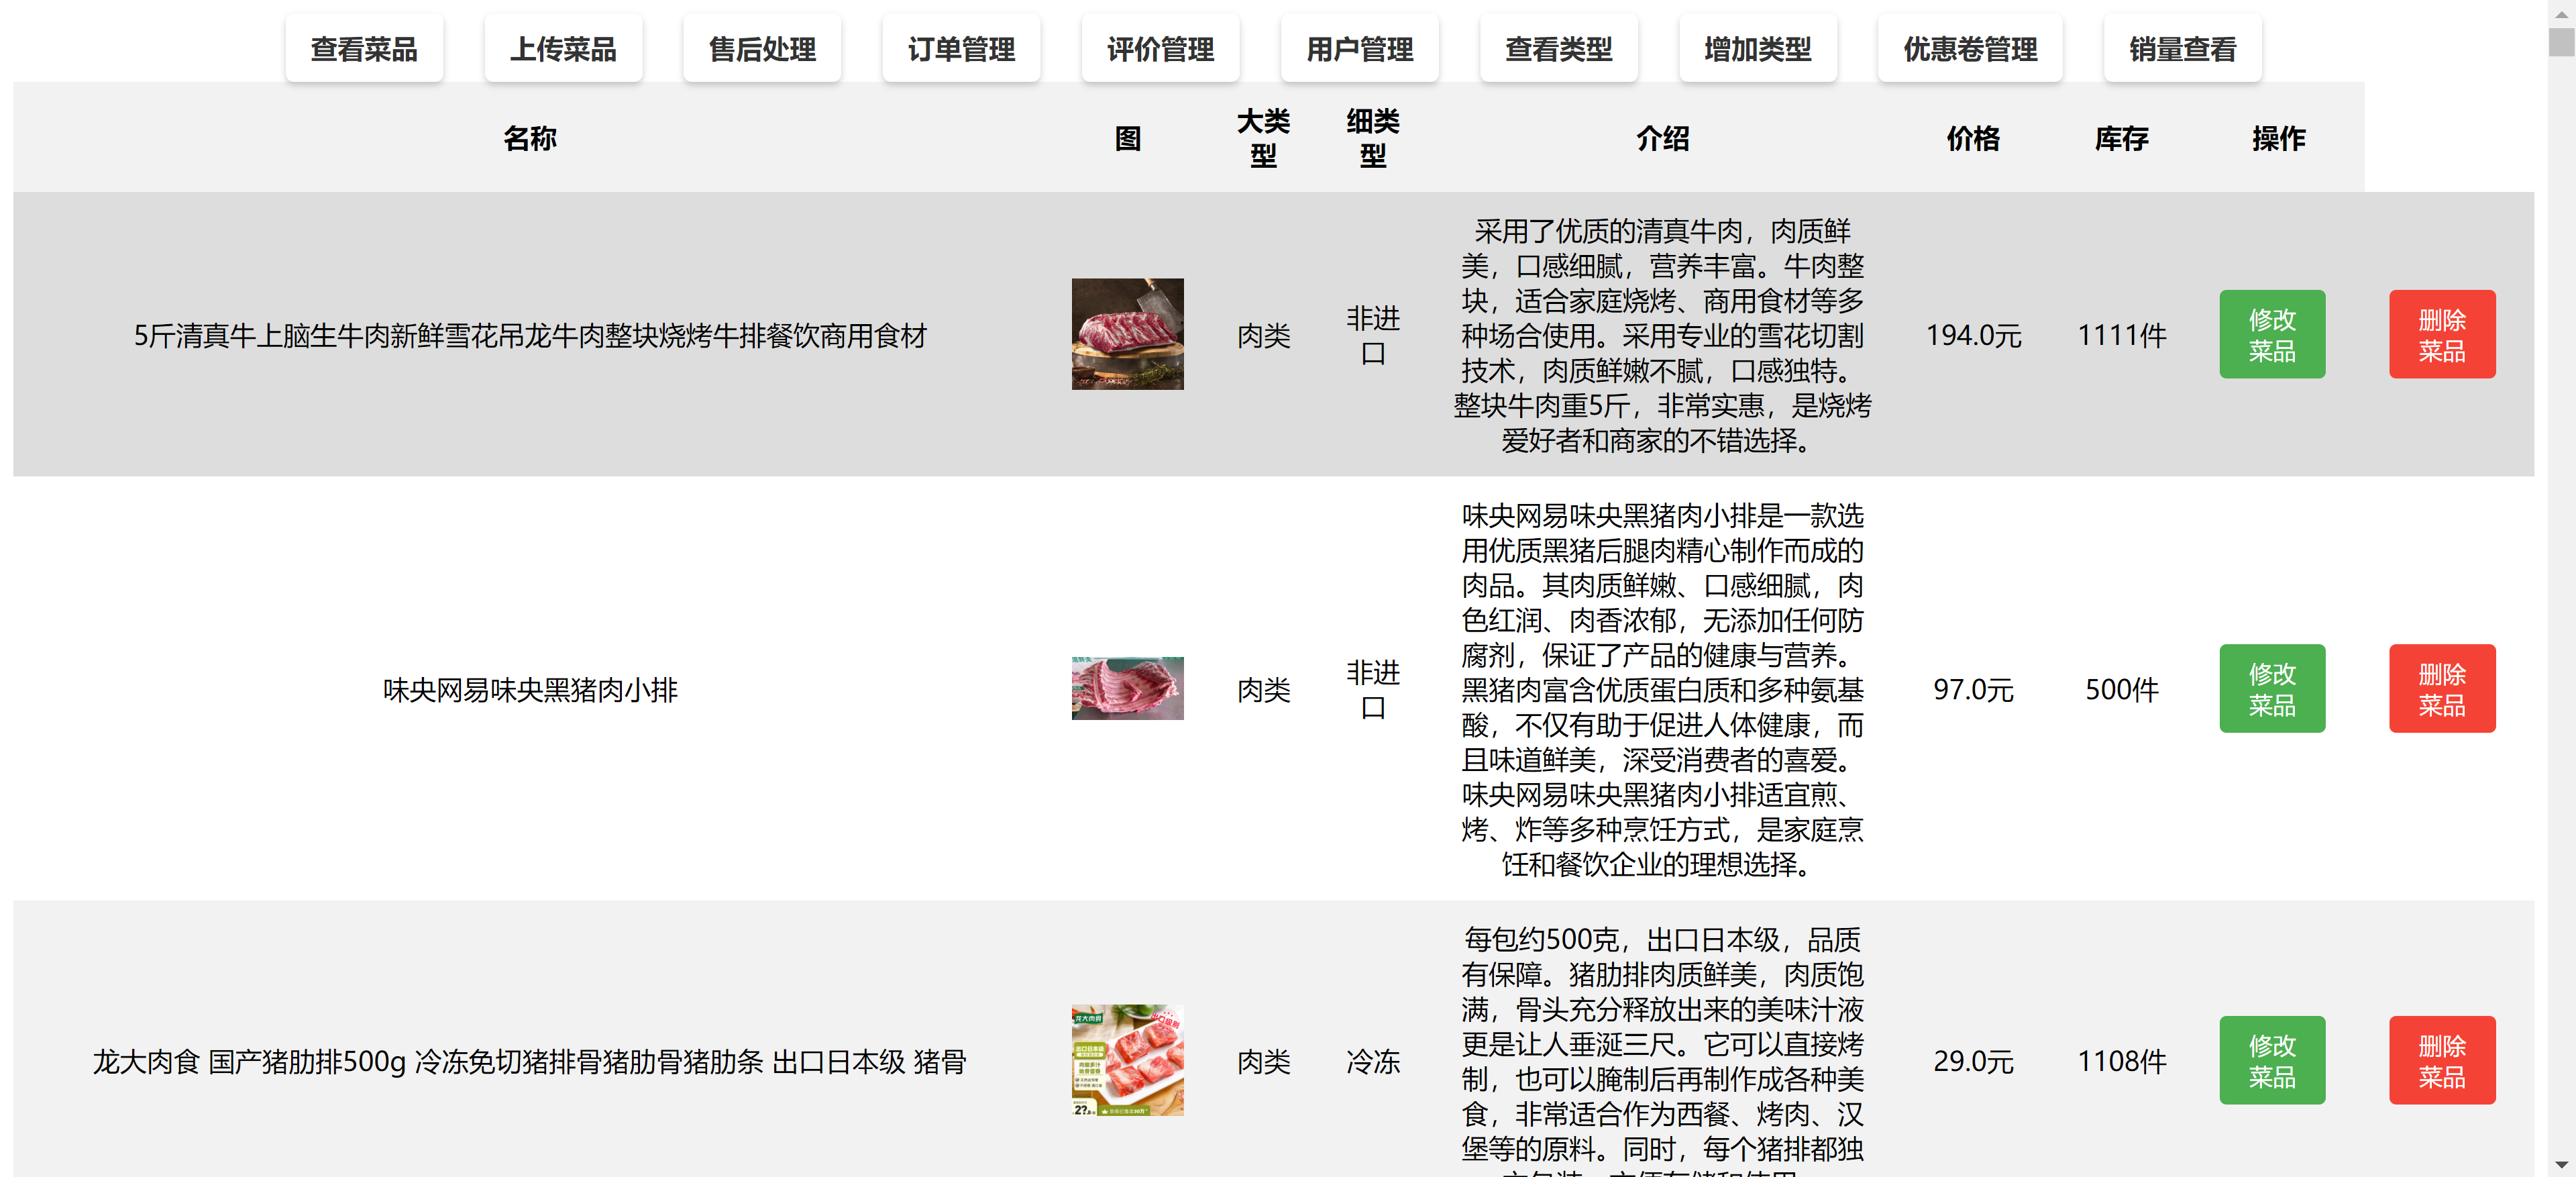 查看菜品 上传菜品 售后处理 订单管理 评价管理 用户管理 查看类型 增加类型 优惠卷管理 销量查看
名称 图 大类型 细类型 介绍 价格 库存 操作
5斤清真牛上脑生牛肉新鲜雪花吊龙牛肉整块烧烤牛排餐饮商用食材
肉类
非进
口
采用了优质的清真牛肉，肉质鲜
美，口感细腻，营养丰富。牛肉整
块，适合家庭烧烤、商用食材等多
种场合使用。采用专业的雪花切割
技术，肉质鲜嫩不腻，口感独特。
整块牛肉重5斤，非常实惠，是烧烤
爱好者和商家的不错选择。
194.0元
1111件
修改
菜品
删除
菜品
味央网易味央黑猪肉小排
肉类
非进
口
味央网易味央黑猪肉小排是一款选
用优质黑猪后腿肉精心制作而成的
肉品。其肉质鲜嫩、口感细腻，肉
色红润、肉香浓郁，无添加任何防
腐剂，保证了产品的健康与营养。
黑猪肉富含优质蛋白质和多种氨基
酸，不仅有助于促进人体健康，而
且味道鲜美，深受消费者的喜爱。
味央网易味央黑猪肉小排适宜煎、
烤、炸等多种烹饪方式，是家庭烹
饪和餐饮企业的理想选择。
97.0元
500件
修改
菜品
删除
菜品
龙大肉食 国产猪肋排500g 冷冻免切猪排骨猪肋骨猪肋条 出口日本级 猪骨
龙大肉食
肉类
冷冻
每包约500克，出口日本级，品质
有保障。猪肋排肉质鲜美，肉质饱
满，骨头充分释放出来的美味汁液
更是让人垂涎三尺。它可以直接烤
制，也可以腌制后再制作成各种美
食，非常适合作为西餐、烤肉、汉
堡等的原料。同时，每个猪排都独
29.0元
1108件
修改
菜品
删除
菜品